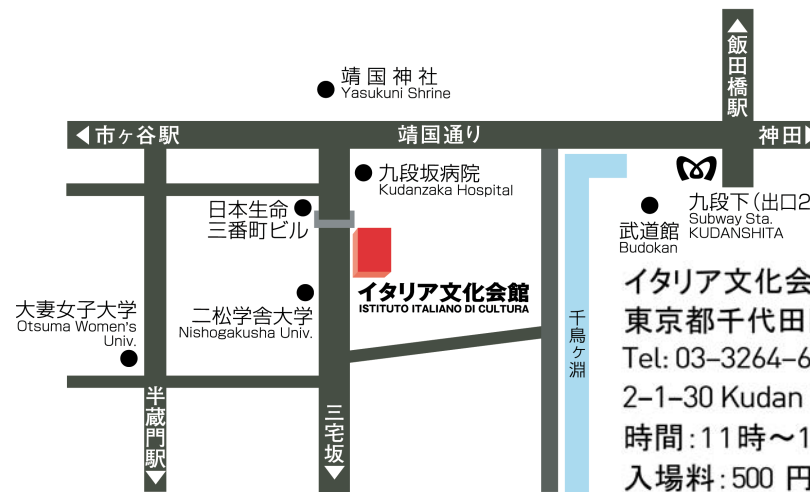 飯田橋駅
靖国神社
Yasukuni Shrine
市ヶ谷駅
靖国通り
神田
九段坂病院
Kudanzaka Hospital
日本生命
三番町ビル
九段下(出口2
Subway Sta.
KUDANSHITA
武道館
Budokan
イタリア文化会館
ISTITUTO ITALIANO DI CULTURA
大妻女子大学
Otsuma Women's
Univ.
二松学舎大学
Nishogakusha Univ.
千鳥ヶ淵
半蔵門駅
三宅坂
イタリア文化会
東京都千代田
Tel: 03–3264–6
2–1–30 Kudan
時間:11時〜1
入場料:500 円